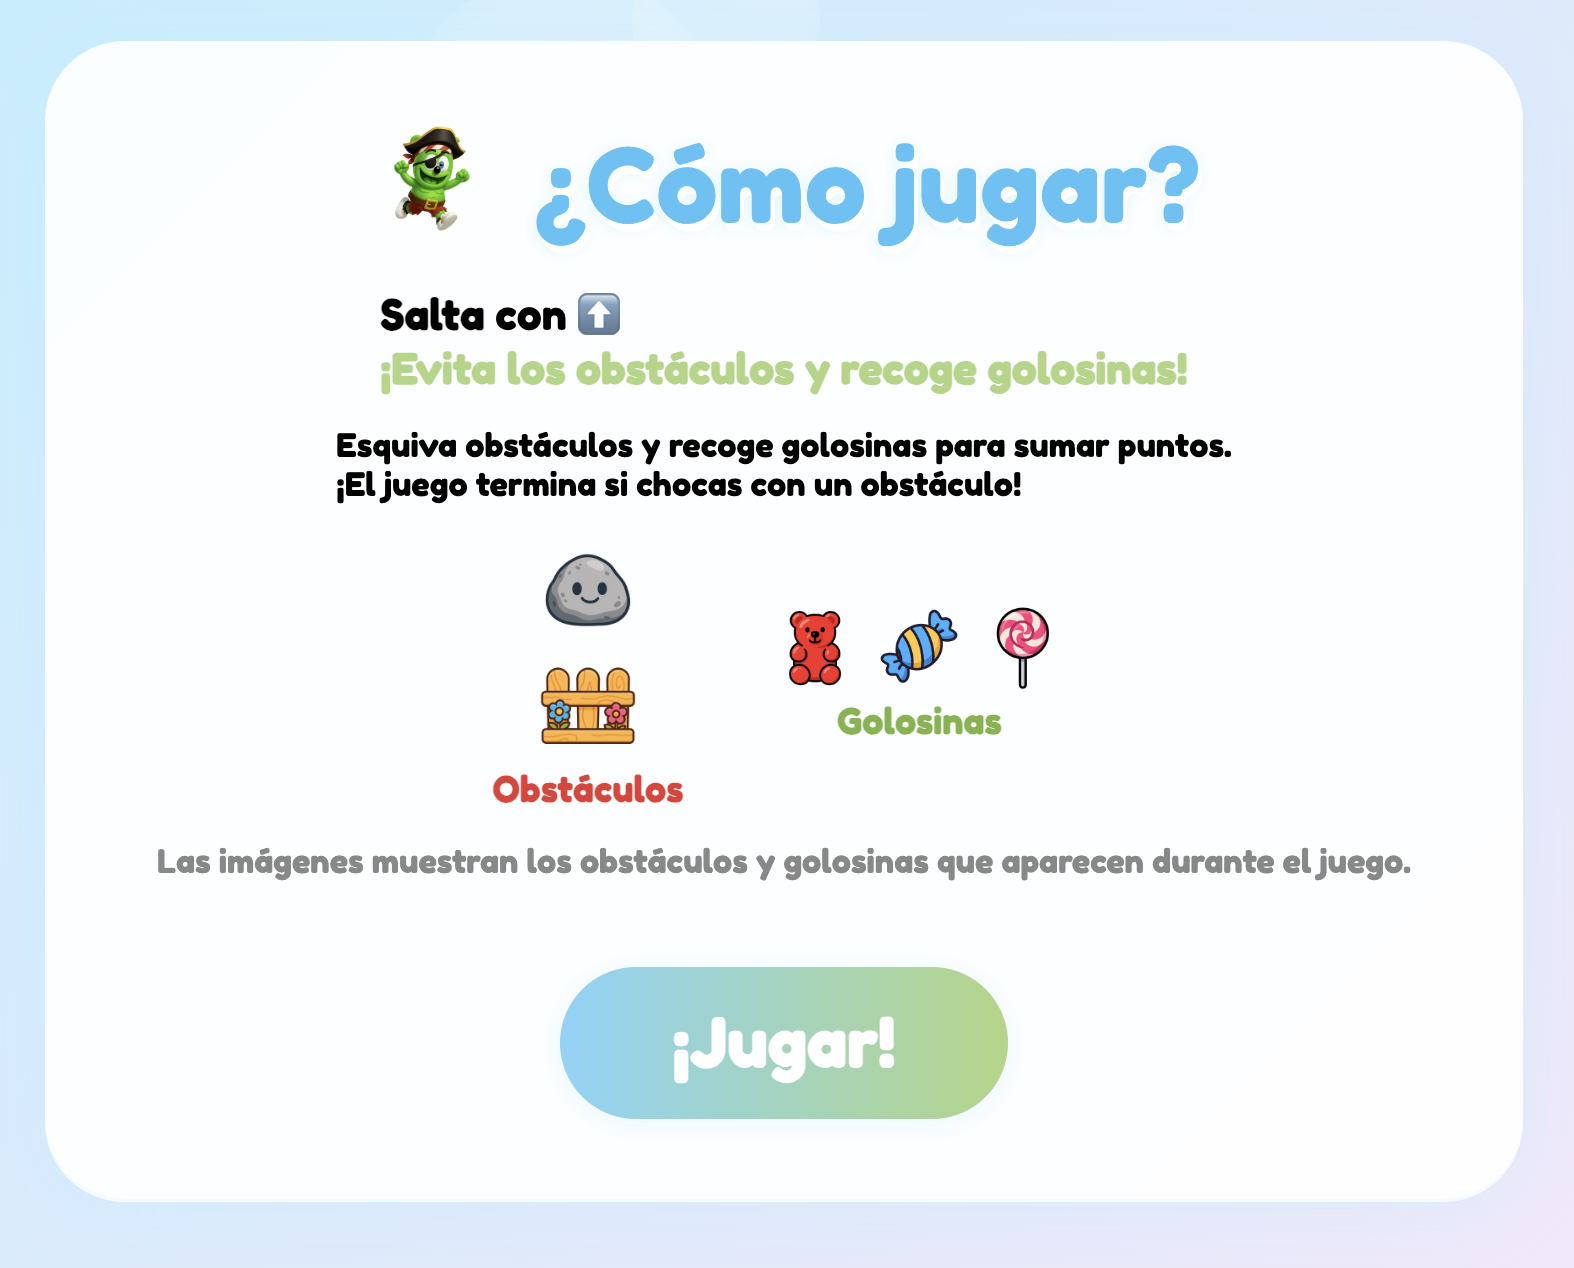 ¿Cómo jugar?
Salta con ⬆️
¡Evita los obstáculos y recoge golosinas!
Esquiva obstáculos y recoge golosinas para sumar puntos.
¡El juego termina si chocas con un obstáculo!
Golosinas
Obstáculos
Las imágenes muestran los obstáculos y golosinas que aparecen durante el juego.
¡Jugar!